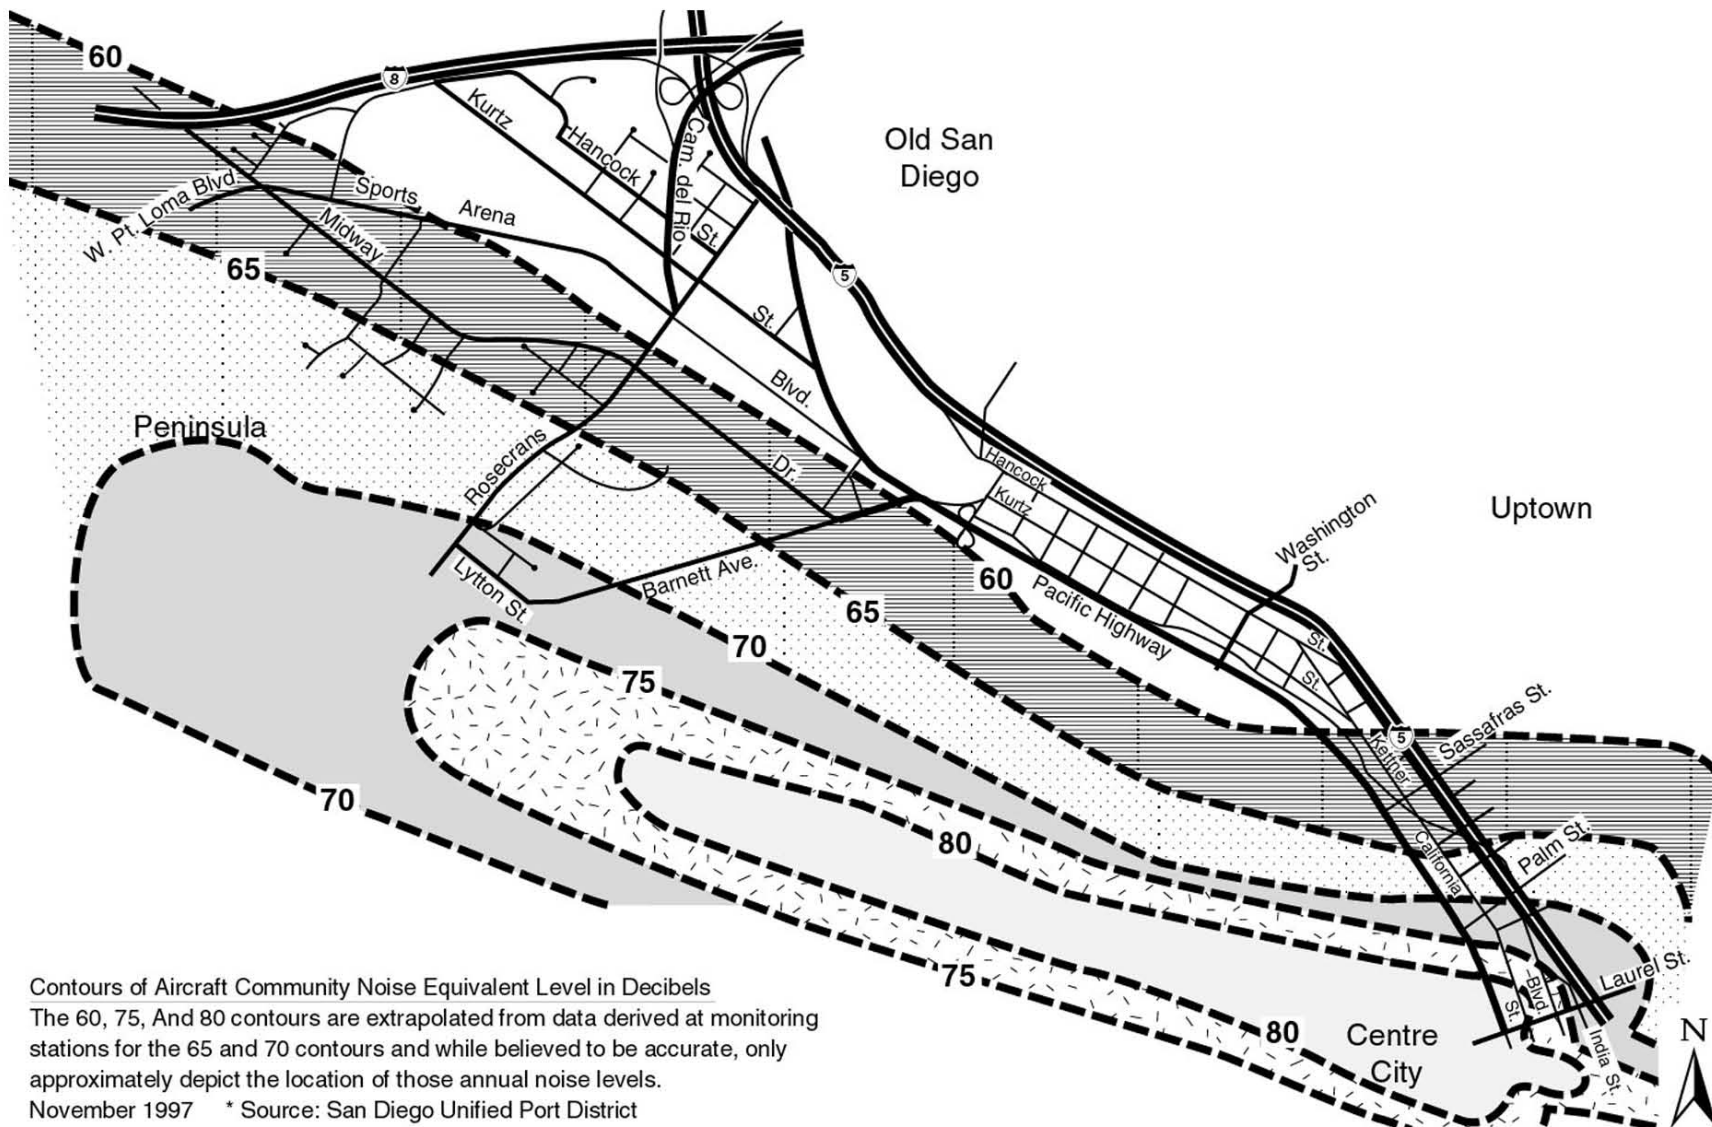 60
8
Kurtz
Hancock
Cam. del Rio
Old San
Diego
W. Pt. Loma Blvd.
Sports
Arena
Midway
St.
65
5
St.
Blvd.
Peninsula
Rosecrans
Dr.
Hancock
Kurtz
Washington
St.
Uptown
Lytton St.
Barnett Ave.
60
Pacific Highway
65
70
75
St.
St.
Sassafras St.
5
Kettner
70
80
California
Palm St.
75
Laurel St.
Blvd.
St.
India St.
80
Centre
City
N
Contours of Aircraft Community Noise Equivalent Level in Decibels
The 60, 75, And 80 contours are extrapolated from data derived at monitoring
stations for the 65 and 70 contours and while believed to be accurate, only
approximately depict the location of those annual noise levels.
November 1997 * Source: San Diego Unified Port District